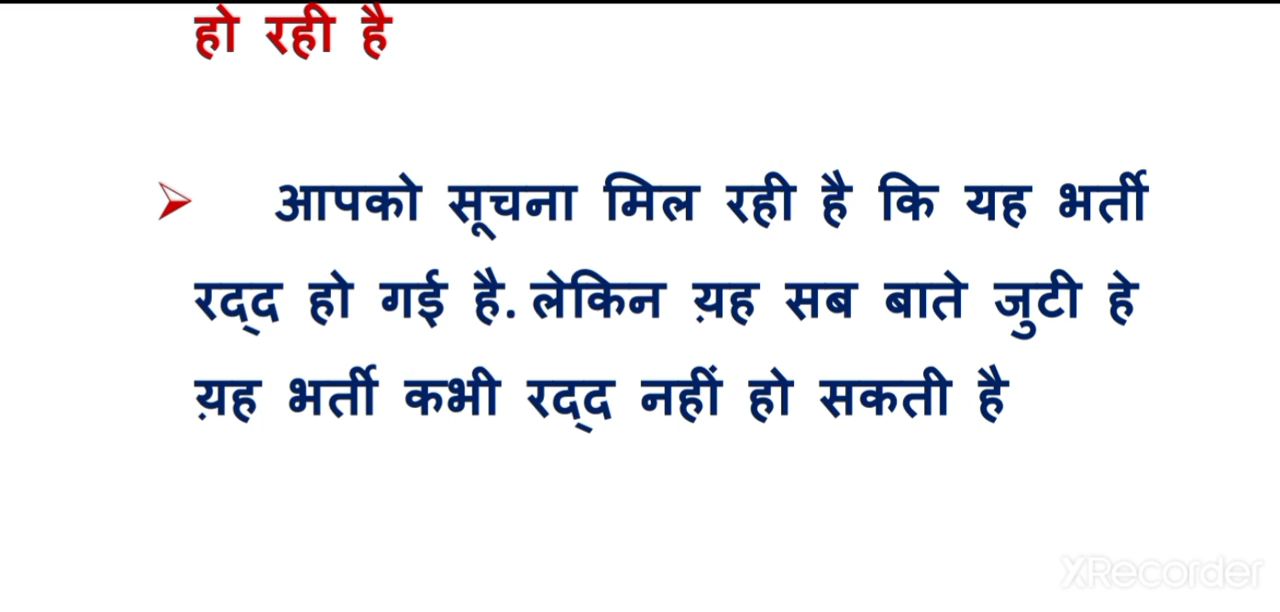 हो रही है
➢ आपको सूचना मिल रही है कि यह भर्ती
रद्द हो गई है. लेकिन य़ह सब बाते जुटी हे
य़ह भर्ती कभी रद्द नहीं हो सकती है
XRecorder